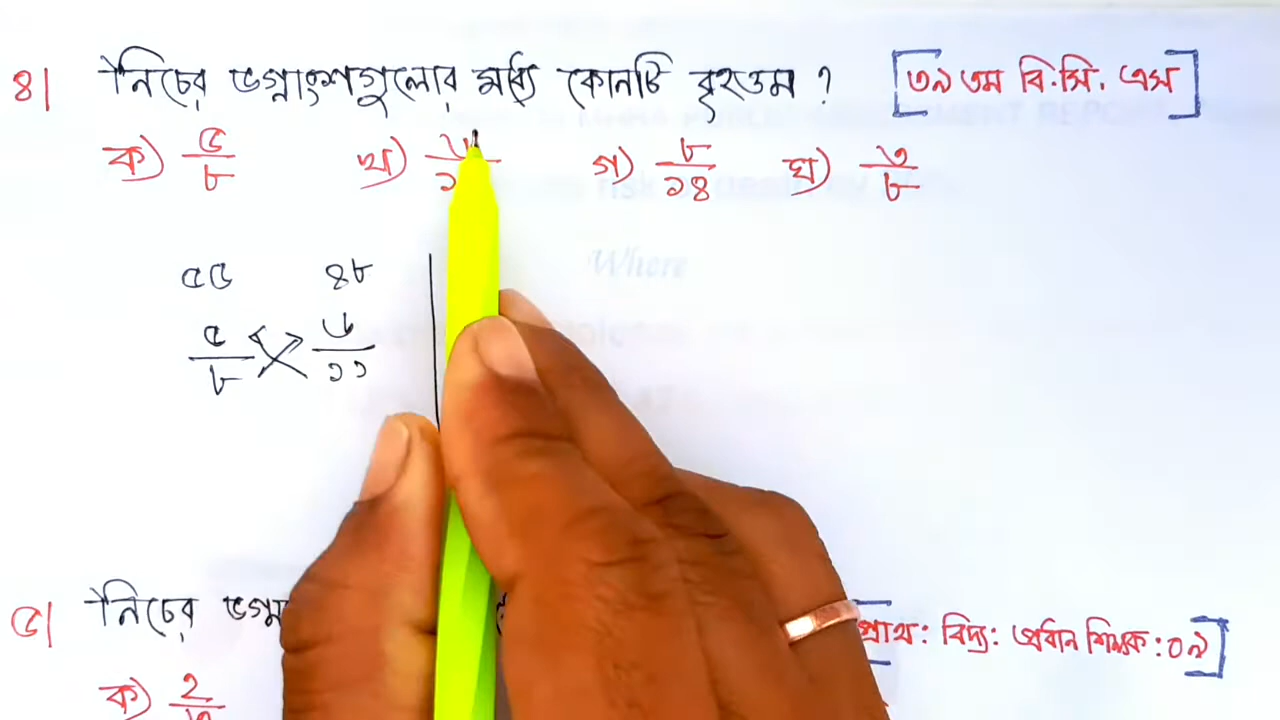 ৪| নিচের ভগ্নাংশগুলোর মধ্যে কোনটি বৃহত্তম ? [৩৯ তম বি.সি. এস]
ক) ৫/৮ গ) ৮/১৪ ঘ) ৩/৮
৫৫ ৪৮
৫/৮ ৬/১১
৫| নিচের প্রাথ: বিদ্য: প্রধান শিক্ষক : ০৯]
ক)